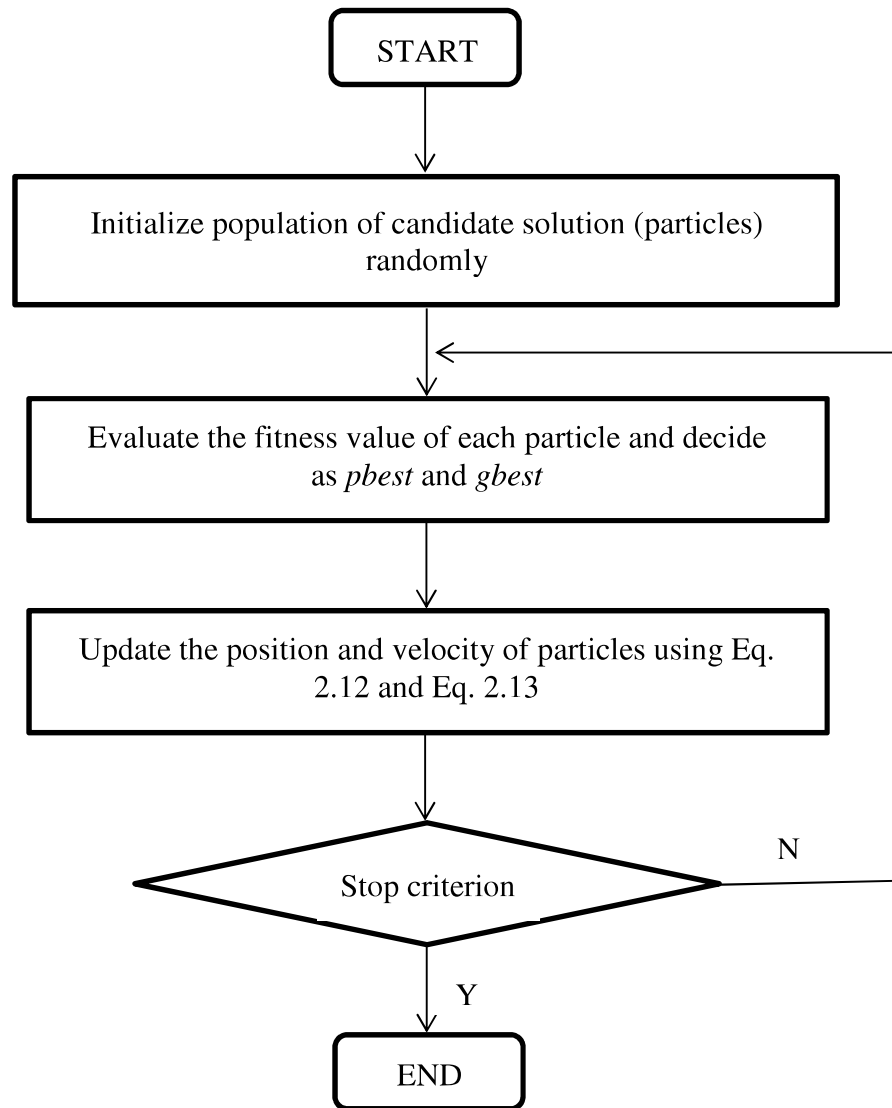 START
Initialize population of candidate solution (particles)
randomly
Evaluate the fitness value of each particle and decide
as pbest and gbest
Update the position and velocity of particles using Eq.
2.12 and Eq. 2.13
N
Stop criterion
Y
END